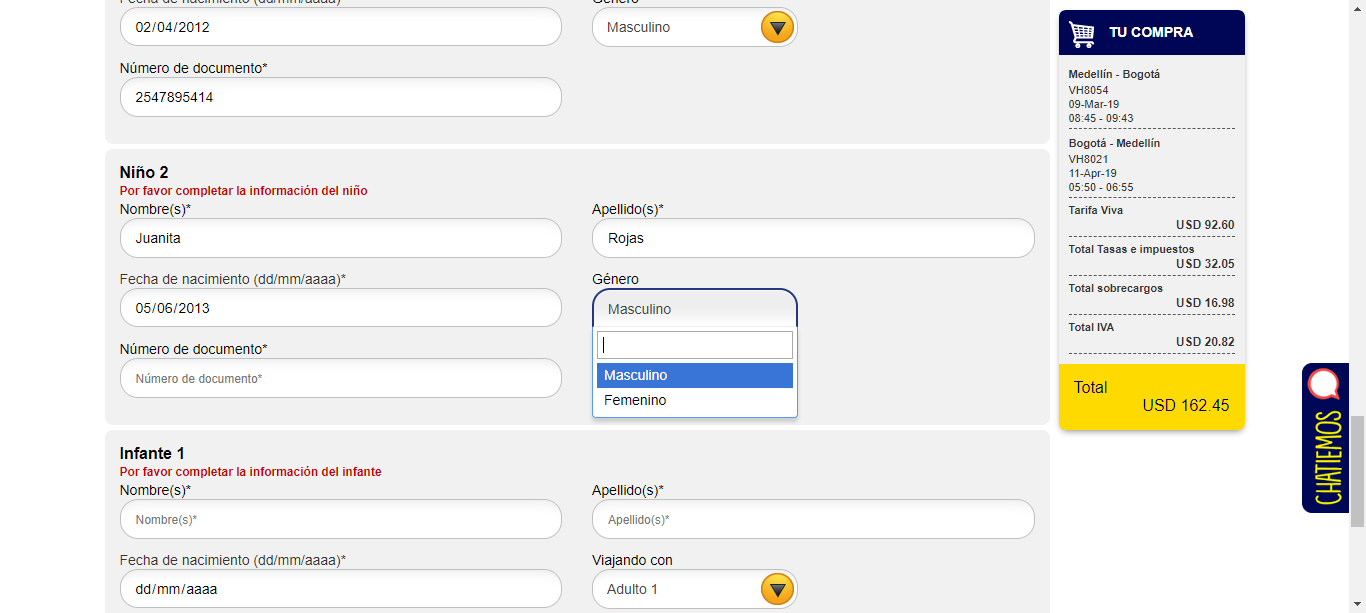 Fecha de nacimiento (dd/mm/aaaa)*
Género
02/04/2012
Masculino
Número de documento*
2547895414
Niño 2
Por favor completar la información del niño
Nombre(s)*
Apellido(s)*
Juanita
Rojas
Fecha de nacimiento (dd/mm/aaaa)*
Género
05/06/2013
Masculino
Masculino
Femenino
Número de documento*
Número de documento*
Infante 1
Por favor completar la información del infante
Nombre(s)*
Apellido(s)*
Nombre(s)*
Apellido(s)*
Fecha de nacimiento (dd/mm/aaaa)*
Viajando con
dd/mm/aaaa
Adulto 1
TU COMPRA
Medellín - Bogotá
VH8054
09-Mar-19
08:45 - 09:43
Bogotá - Medellín
VH8021
11-Apr-19
05:50 - 06:55
Tarifa Viva
USD 92.60
Total Tasas e impuestos
USD 32.05
Total sobrecargos
USD 16.98
Total IVA
USD 20.82
Total
USD 162.45
CHATIEMOS